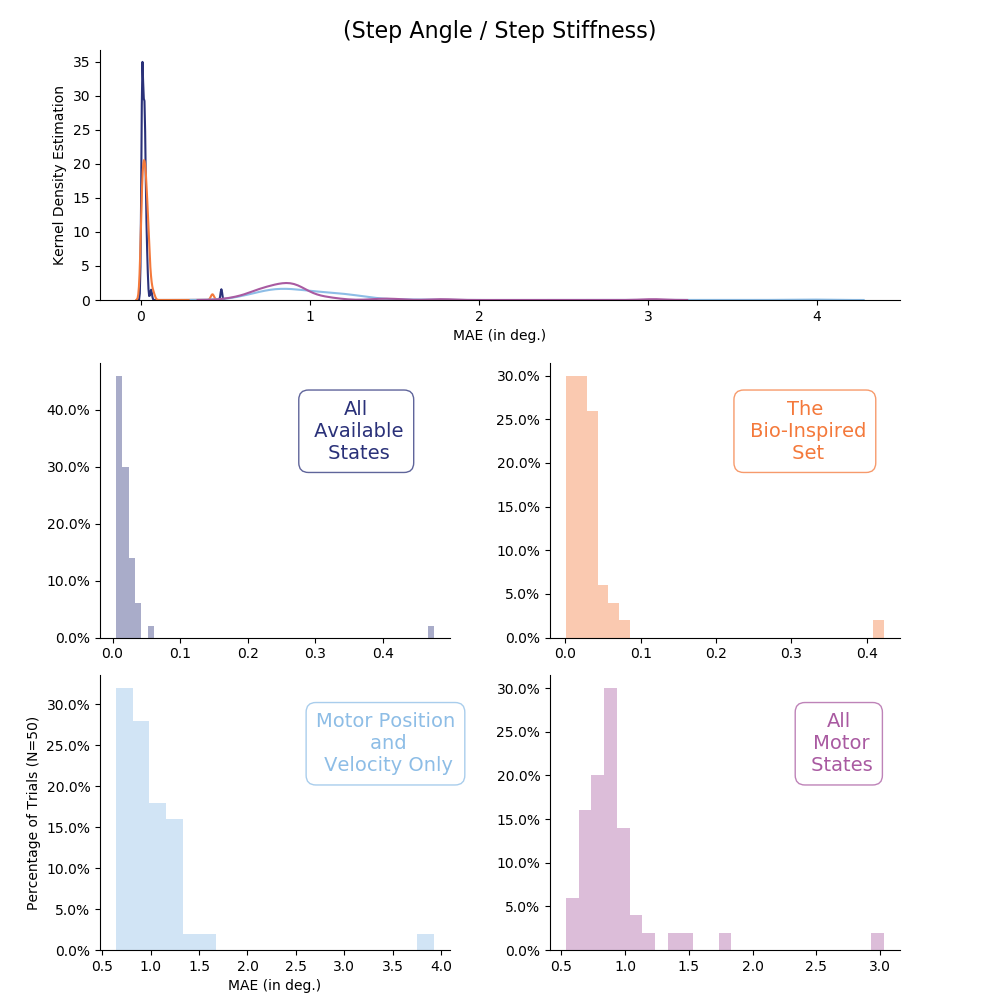 (Step Angle / Step Stiffness)
35
30
25
20
15
10
5
0
Kernel Density Estimation
0 1 2 3 4
MAE (in deg.)
40.0%
30.0%
20.0%
10.0%
0.0%
0.0 0.1 0.2 0.3 0.4
All
Available
States
30.0%
25.0%
20.0%
15.0%
10.0%
5.0%
0.0%
0.0 0.1 0.2 0.3 0.4
The
Bio-Inspired
Set
Percentage of Trials (N=50)
30.0%
25.0%
20.0%
15.0%
10.0%
5.0%
0.0%
0.5 1.0 1.5 2.0 2.5 3.0 3.5 4.0
MAE (in deg.)
Motor Position
and
Velocity Only
30.0%
25.0%
20.0%
15.0%
10.0%
5.0%
0.0%
0.5 1.0 1.5 2.0 2.5 3.0
All
Motor
States